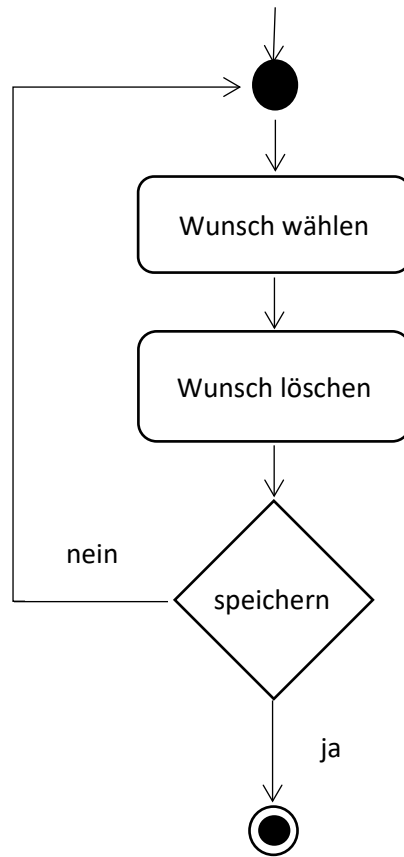 Wunsch wählen
Wunsch löschen
nein
speichern
ja